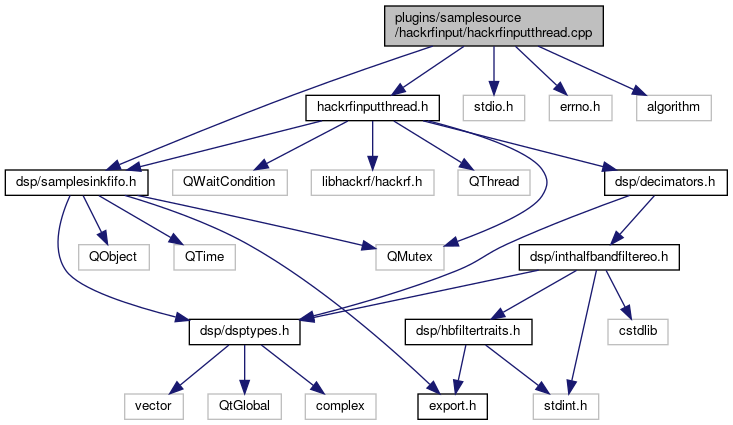 plugins/samplesource
/hackrfinput/hackrfinputthread.cpp
hackrfinputthread.h
stdio.h
errno.h
algorithm
dsp/samplesinkfifo.h
QWaitCondition
libhackrf/hackrf.h
QThread
dsp/decimators.h
QObject
QTime
QMutex
dsp/inthalfbandfiltereo.h
dsp/dsptypes.h
dsp/hbfiltertraits.h
cstdlib
vector
QtGlobal
complex
export.h
stdint.h